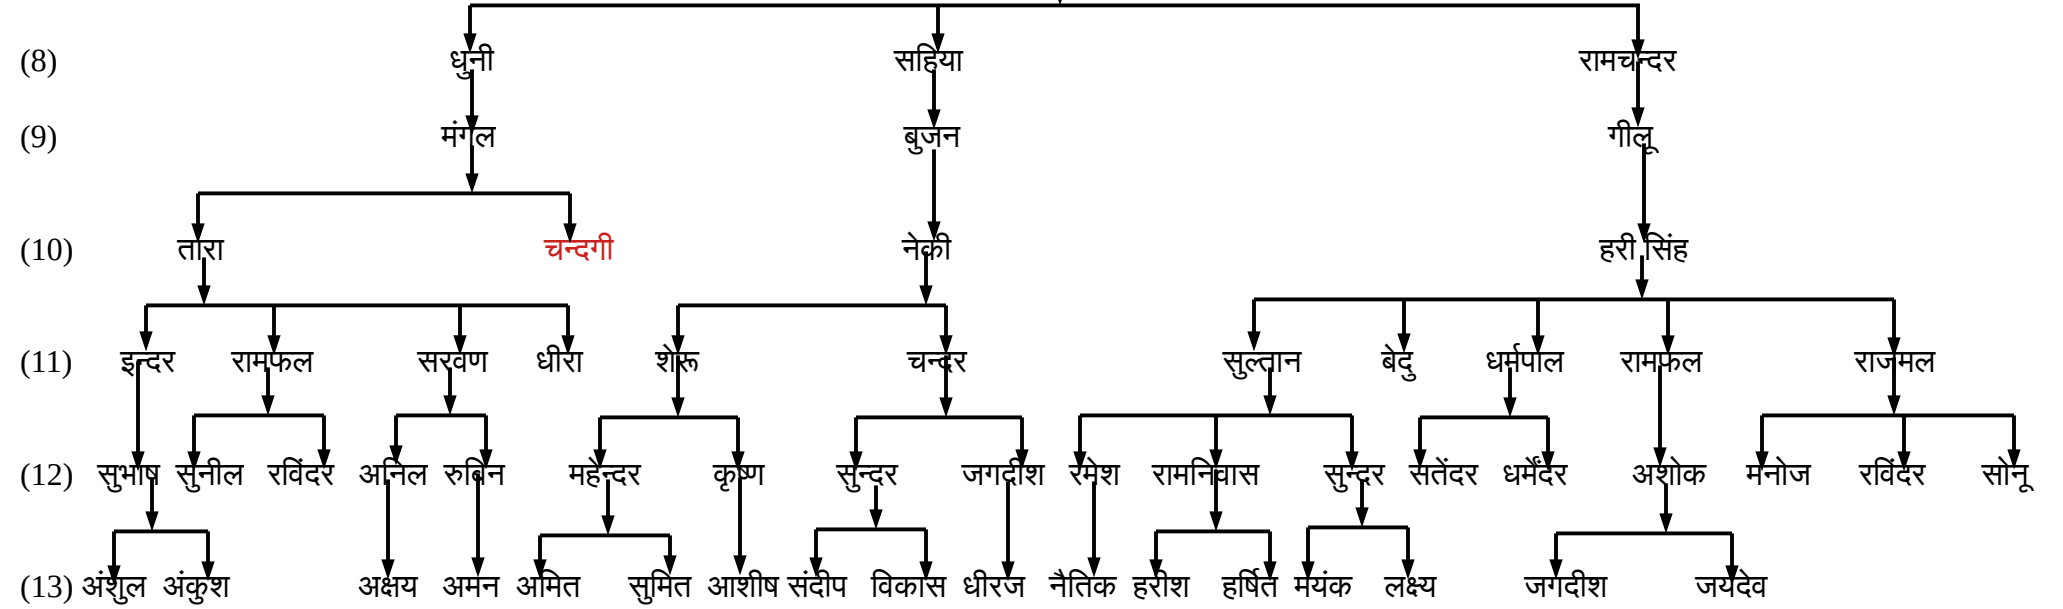 (8) धुनी सहिया रामचन्दर
(9) मंगल बुजन गीलू
(10) तारा चन्दगी नेकी हरी सिंह
(11) इन्दर रामफल सरवण धीरा शेरू चन्दर सुल्तान बेदु धर्मपाल रामफल राजमल
(12) सुभाष सुनील रविंदर अनिल रुबिन महेन्दर कृष्ण सुन्दर जगदीश रमेश रामनिवास सुन्दर सतेंदर धर्मेंदर अशोक मनोज रविंदर सोनू
(13) अंशुल अंकुश अक्षय अमन अमित सुमित आशीष संदीप विकास धीरज नैतिक हरीश हर्षित मयंक लक्ष्य जगदीश जयदेव